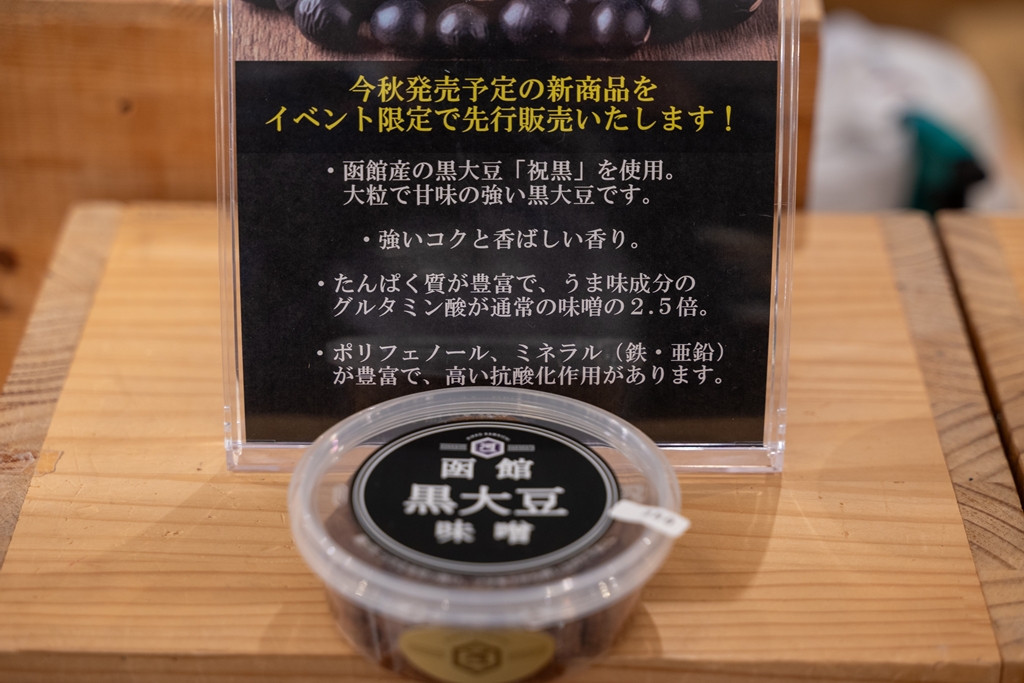 今秋発売予定の新商品を
イベント限定で先行販売いたします！
・函館産の黒大豆「祝黒」を使用。
大粒で甘味の強い黒大豆です。
・強いコクと香ばしい香り。
・たんぱく質が豊富で、うま味成分の
グルタミン酸が通常の味噌の２.５倍。
・ポリフェノール、ミネラル（鉄・亜鉛）
が豊富で、高い抗酸化作用があります。
函館
黒大豆
味噌